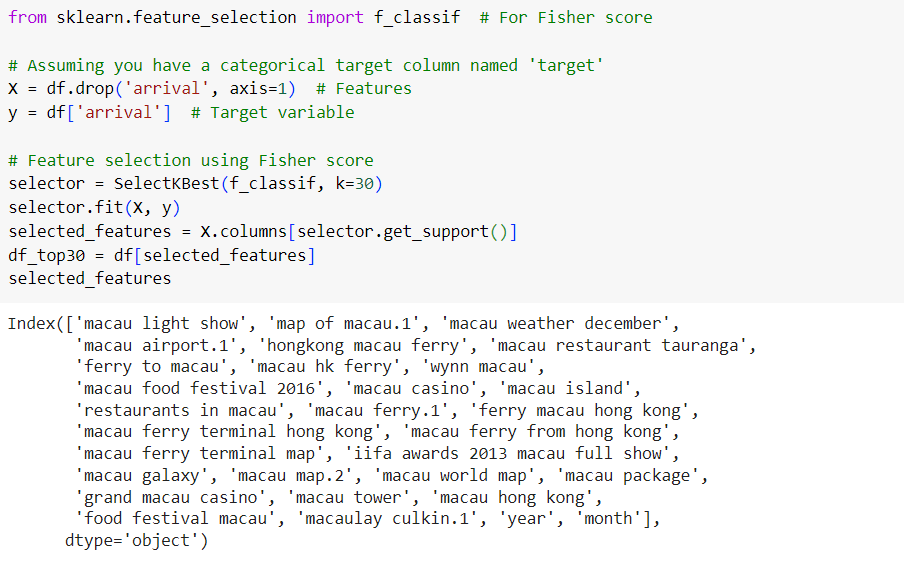 from sklearn.feature_selection import f_classif  # For Fisher score

# Assuming you have a categorical target column named 'target'
X = df.drop('arrival', axis=1)  # Features
y = df['arrival']  # Target variable

# Feature selection using Fisher score
selector = SelectKBest(f_classif, k=30)
selector.fit(X, y)
selected_features = X.columns[selector.get_support()]
df_top30 = df[selected_features]
selected_features
Index(['macau light show', 'map of macau.1', 'macau weather december',
       'macau airport.1', 'hongkong macau ferry', 'macau restaurant tauranga',
       'ferry to macau', 'macau hk ferry', 'wynn macau',
       'macau food festival 2016', 'macau casino', 'macau island',
       'restaurants in macau', 'macau ferry.1', 'ferry macau hong kong',
       'macau ferry terminal hong kong', 'macau ferry from hong kong',
       'macau ferry terminal map', 'iifa awards 2013 macau full show',
       'macau galaxy', 'macau map.2', 'macau world map', 'macau package',
       'grand macau casino', 'macau tower', 'macau hong kong',
       'food festival macau', 'macaulay culkin.1', 'year', 'month'],
      dtype='object')